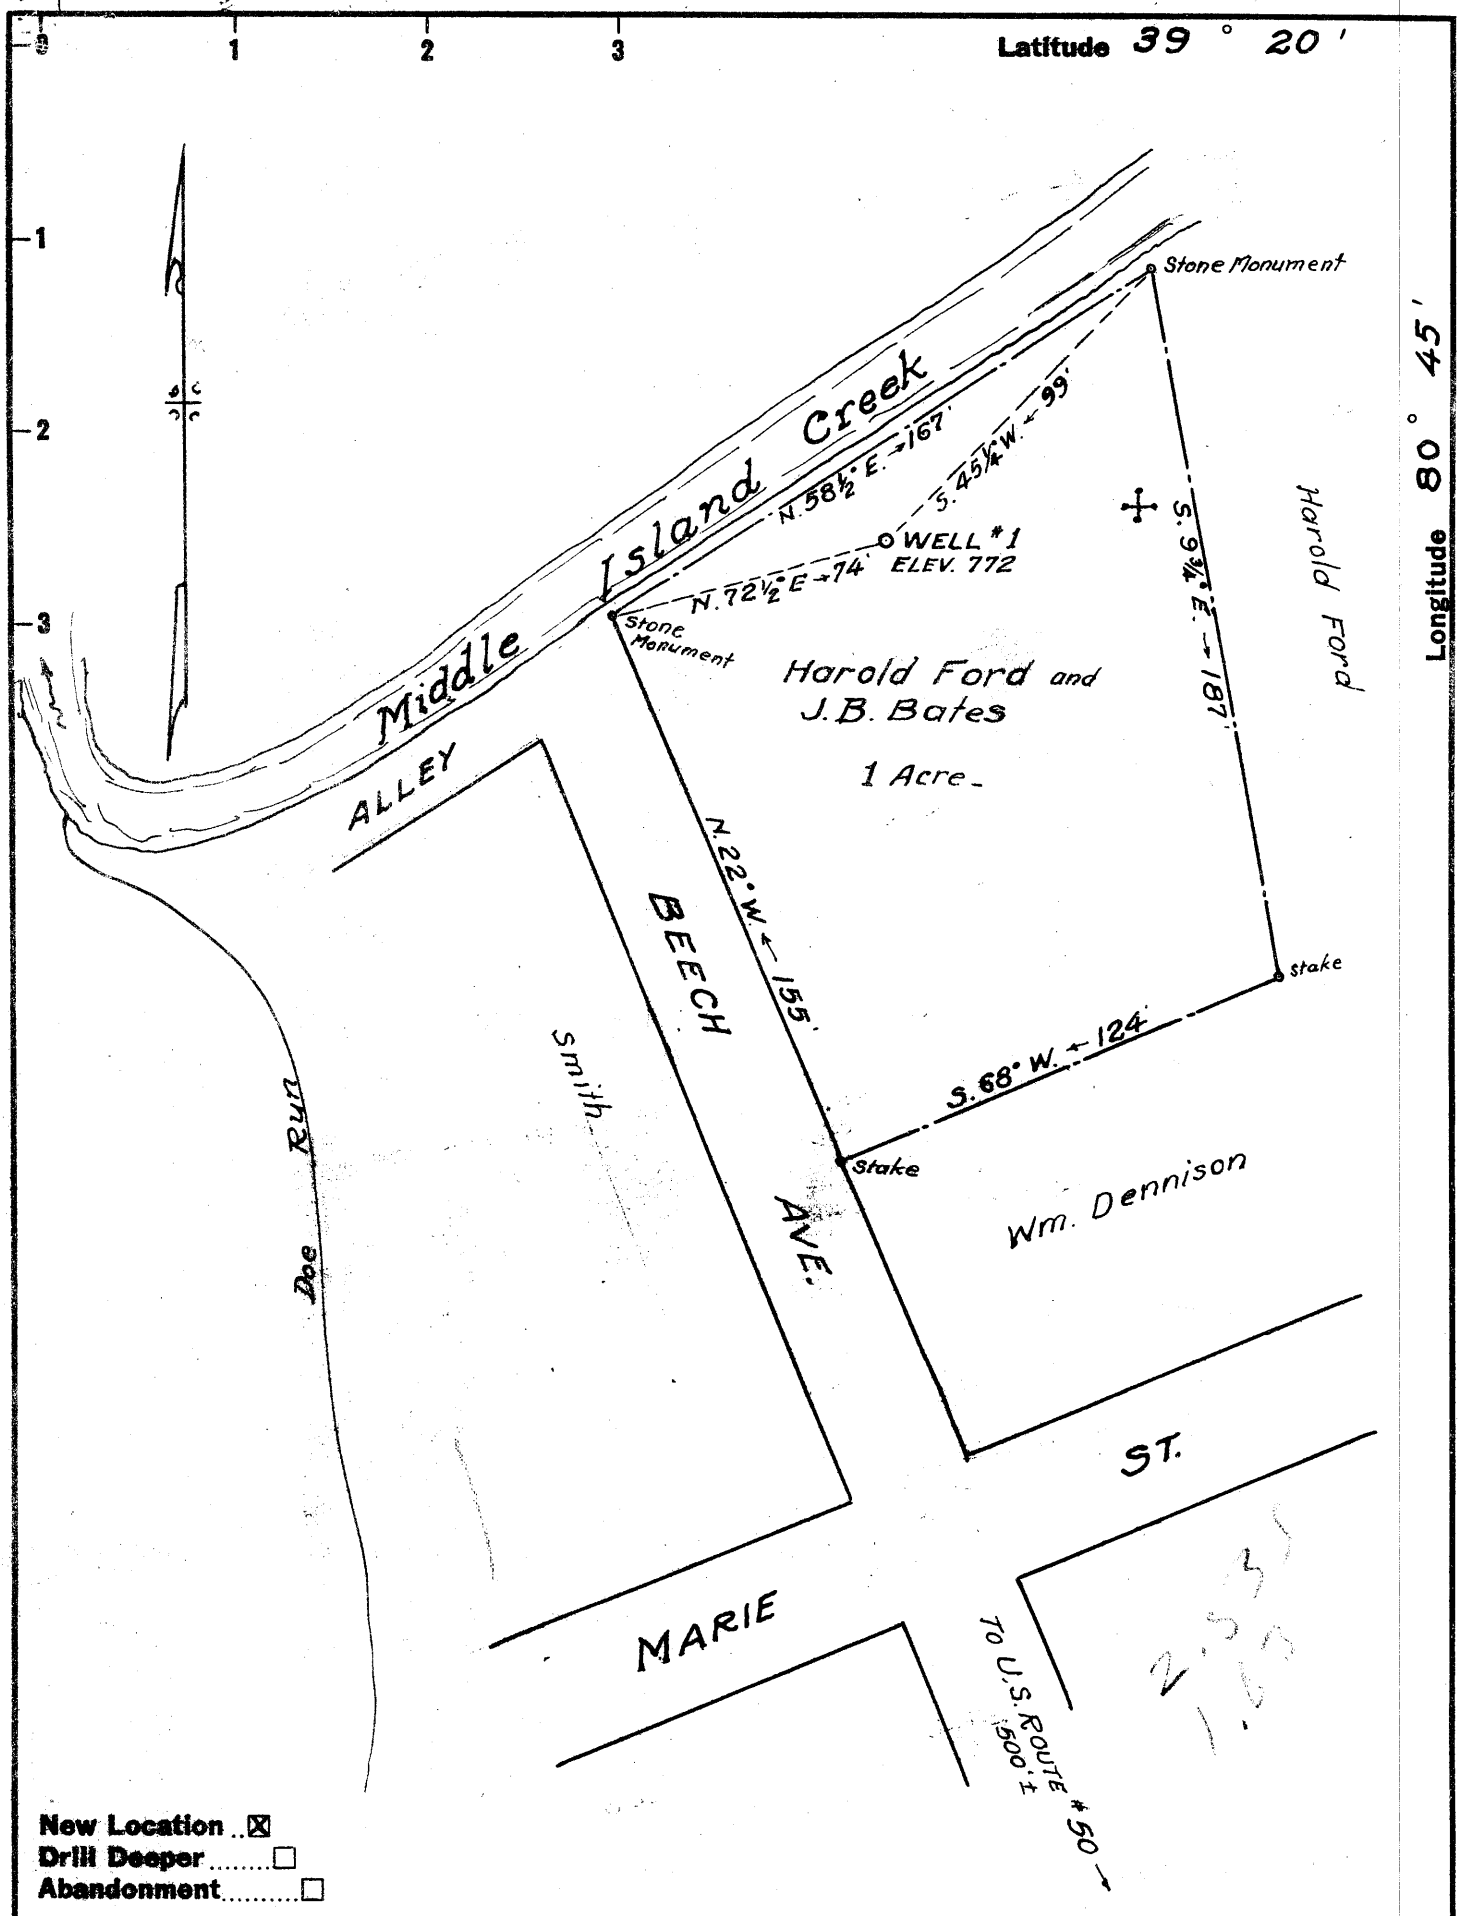 0 1 2 3
Latitude 39 ° 20 '
1
2
3
Longitude 80 ° 45 '
Stone Monument
Middle Island Creek
N. 58½° E. → 167'
S. 45¼° W. ← 99'
WELL #1
ELEV. 772
N. 72½° E → 74'
Stone
Monument
S. 9¾° E. → 187'
Harold Ford
Harold Ford and
J.B. Bates
1 Acre-
ALLEY
N. 22° W. ← 155'
BEECH AVE.
Smith
Stake
S. 68° W. ← 124'
Stake
Wm. Dennison
Doe Run
MARIE ST.
TO U.S. ROUTE #50 →
500' ±
New Location .. ☒
Drill Deeper ........ ☐
Abandonment .......... ☐